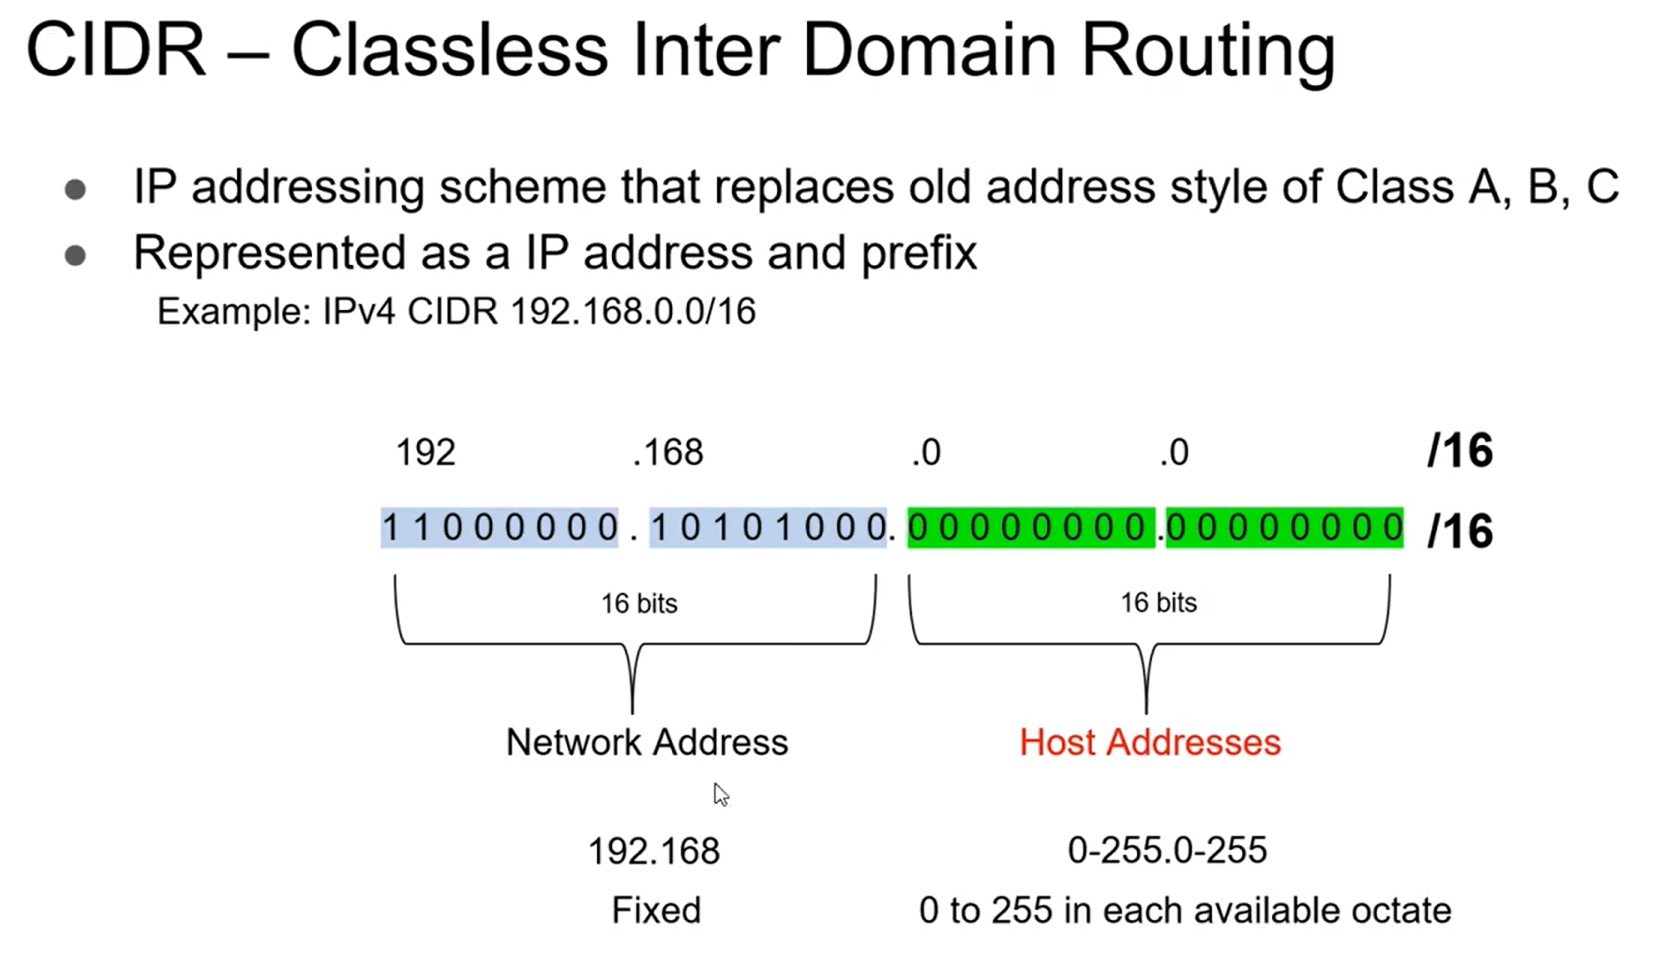 CIDR – Classless Inter Domain Routing
● IP addressing scheme that replaces old address style of Class A, B, C
● Represented as a IP address and prefix
Example: IPv4 CIDR 192.168.0.0/16
192 .168 .0 .0 /16
1 1 0 0 0 0 0 0 . 1 0 1 0 1 0 0 0 . 0 0 0 0 0 0 0 0 . 0 0 0 0 0 0 0 0 /16
16 bits 16 bits
Network Address Host Addresses
192.168 0-255.0-255
Fixed 0 to 255 in each available octate